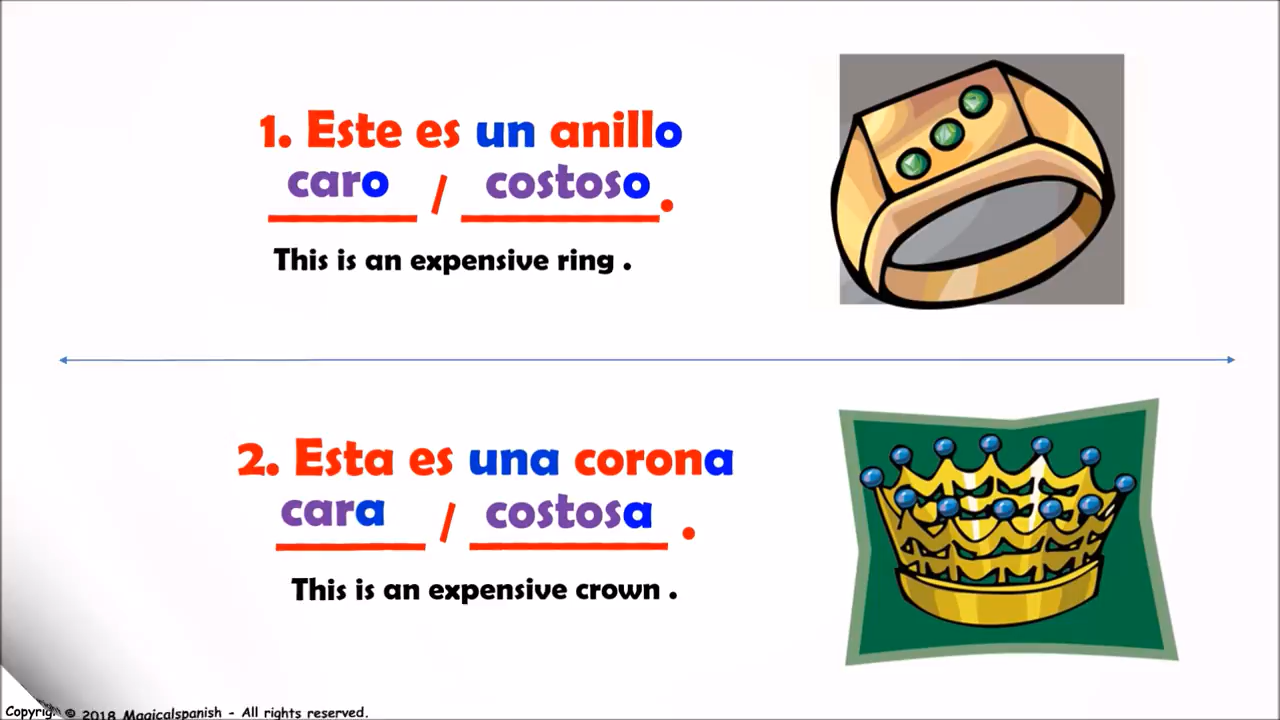 1. Este es un anillo
caro / costoso.
This is an expensive ring .
2. Esta es una corona
cara / costosa .
This is an expensive crown .
© 2018 Magicalspanish - All rights reserved.